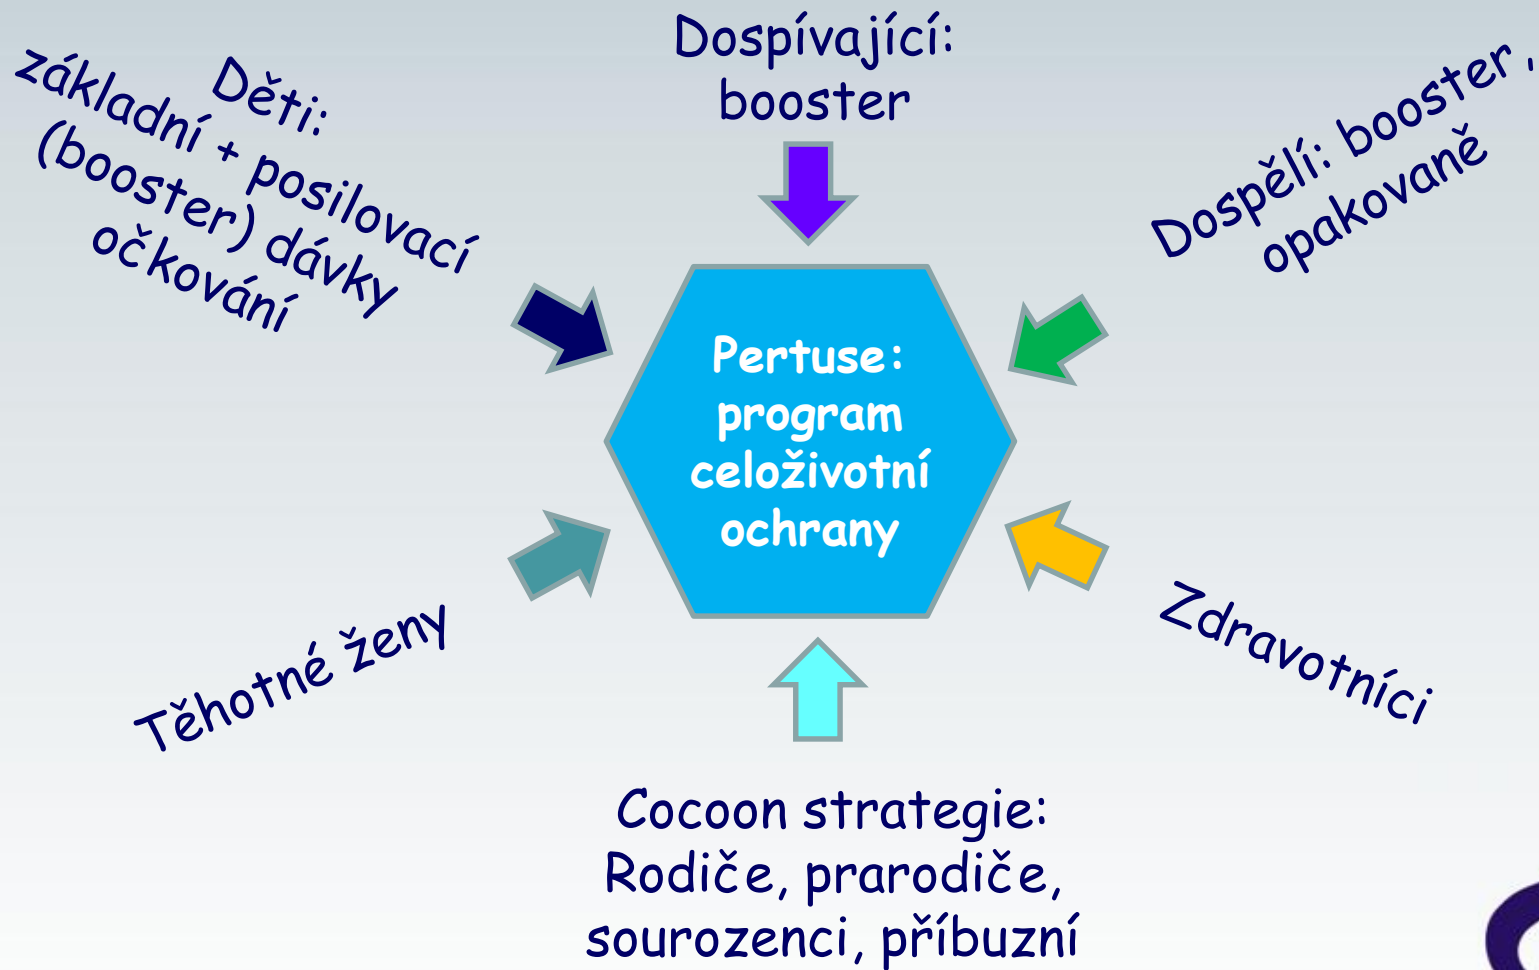 Děti:
základní + posilovací
(booster) dávky
očkování
Dospívající:
booster
Dospělí: booster,
opakovaně
Pertuse:
program
celoživotní
ochrany
Těhotné ženy
Zdravotníci
Cocoon strategie:
Rodiče, prarodiče,
sourozenci, příbuzní